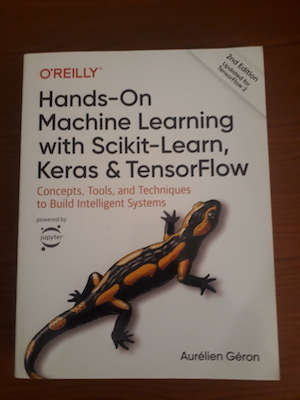 O'REILLY®
2nd Edition
Updated for
TensorFlow 2
Hands-On
Machine Learning
with Scikit-Learn,
Keras & TensorFlow
Concepts, Tools, and Techniques
to Build Intelligent Systems
powered by
jupyter
Aurélien Géron